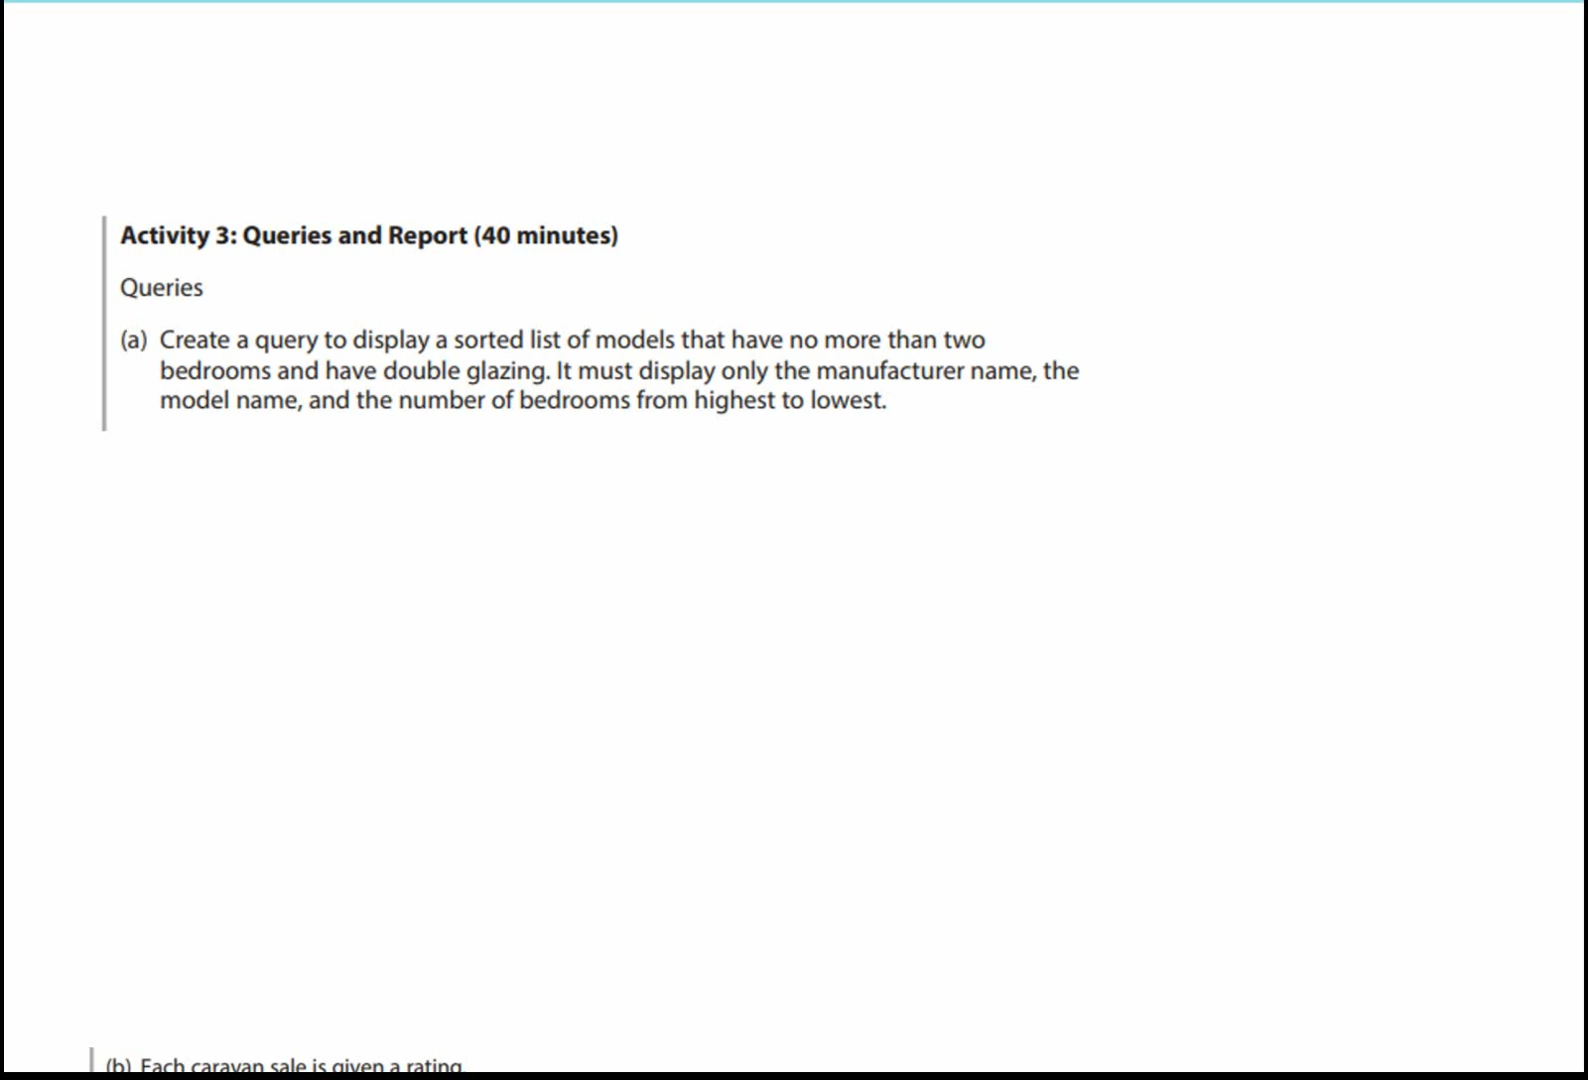 Activity 3: Queries and Report (40 minutes)
Queries
(a) Create a query to display a sorted list of models that have no more than two
bedrooms and have double glazing. It must display only the manufacturer name, the
model name, and the number of bedrooms from highest to lowest.
(b) Each caravan sale is given a rating.